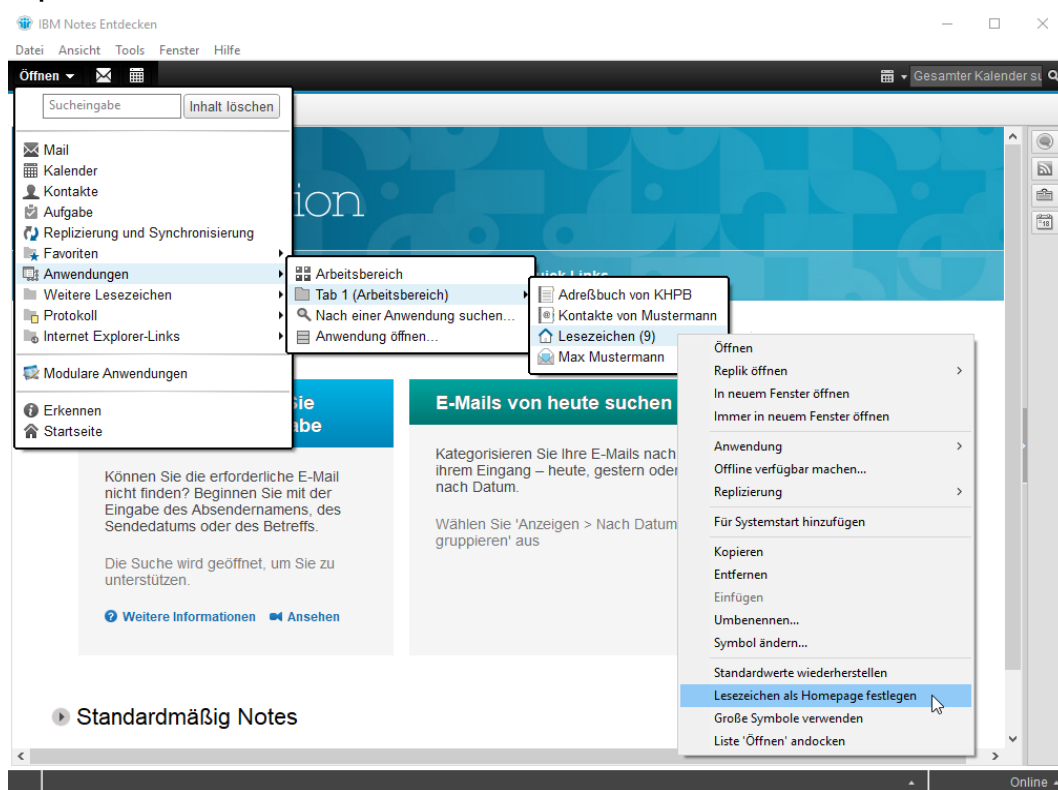 IBM Notes Entdecken
Datei Ansicht Tools Fenster Hilfe
Öffnen
Gesamter Kalender su
Sucheingabe
Inhalt löschen
Mail
Kalender
Kontakte
Aufgabe
Replizierung und Synchronisierung
Favoriten
Anwendungen
Weitere Lesezeichen
Protokoll
Internet Explorer-Links
Modulare Anwendungen
Erkennen
Startseite
ion
Quick Links
Arbeitsbereich
Tab 1 (Arbeitsbereich)
Nach einer Anwendung suchen...
Anwendung öffnen...
Adreßbuch von KHPB
Kontakte von Mustermann
Lesezeichen (9)
Max Mustermann
Öffnen
Replik öffnen
In neuem Fenster öffnen
Immer in neuem Fenster öffnen
Anwendung
Offline verfügbar machen...
Replizierung
Für Systemstart hinzufügen
Kopieren
Entfernen
Einfügen
Umbenennen...
Symbol ändern...
Standardwerte wiederherstellen
Lesezeichen als Homepage festlegen
Große Symbole verwenden
Liste 'Öffnen' andocken
ie
abe
Können Sie die erforderliche E-Mail
nicht finden? Beginnen Sie mit der
Eingabe des Absendernamens, des
Sendedatums oder des Betreffs.
Die Suche wird geöffnet, um Sie zu
unterstützen.
Weitere Informationen Ansehen
E-Mails von heute suchen
Kategorisieren Sie Ihre E-Mails nach
ihrem Eingang – heute, gestern oder
nach Datum.
Wählen Sie 'Anzeigen > Nach Datum
gruppieren' aus
Standardmäßig Notes
18
Online